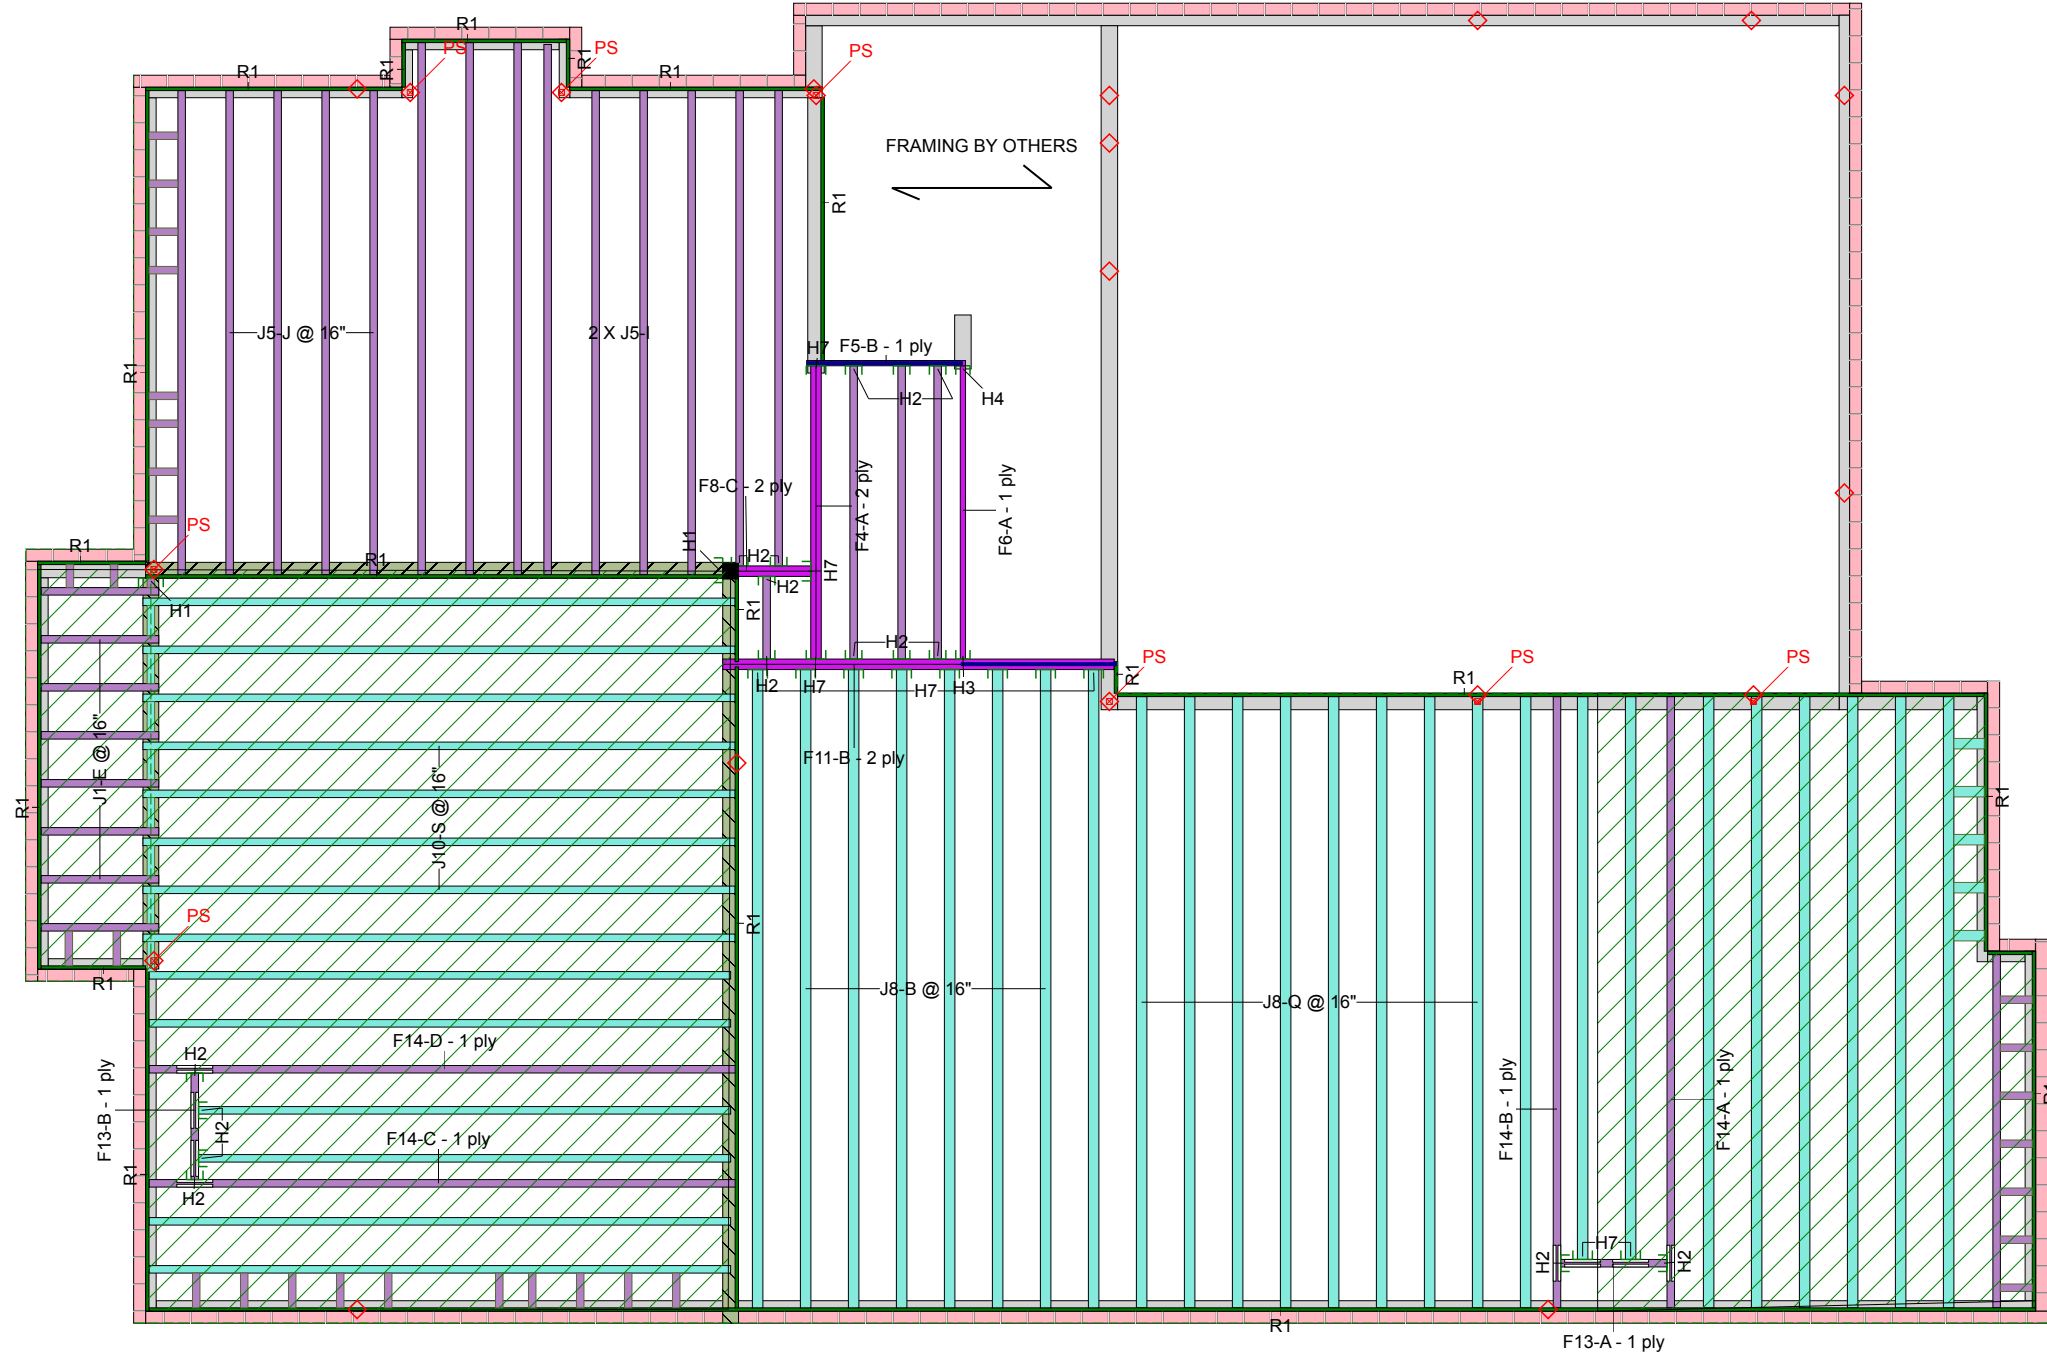 R1
PS
PS
R1
R1
R1
R1
PS
FRAMING BY OTHERS
R1
J5-J @ 16"
2 X J5-I
H7
F5-B - 1 ply
R1
H2
H4
F8-C - 2 ply
F4-A - 2 ply
F6-A - 1 ply
PS
H1
R1
R1
H2
H7
H2
H1
R1
H2
PS
PS
PS
R1
R1
H2
H7
H7
H3
J1-E @ 16"
F11-B - 2 ply
J10-S @ 16"
R1
R1
PS
R1
R1
J8-B @ 16"
J8-Q @ 16"
F14-D - 1 ply
H2
F13-B - 1 ply
F14-B - 1 ply
F14-A - 1 ply
H2
F14-C - 1 ply
R1
H2
H7
H2
H2
R1
F13-A - 1 ply